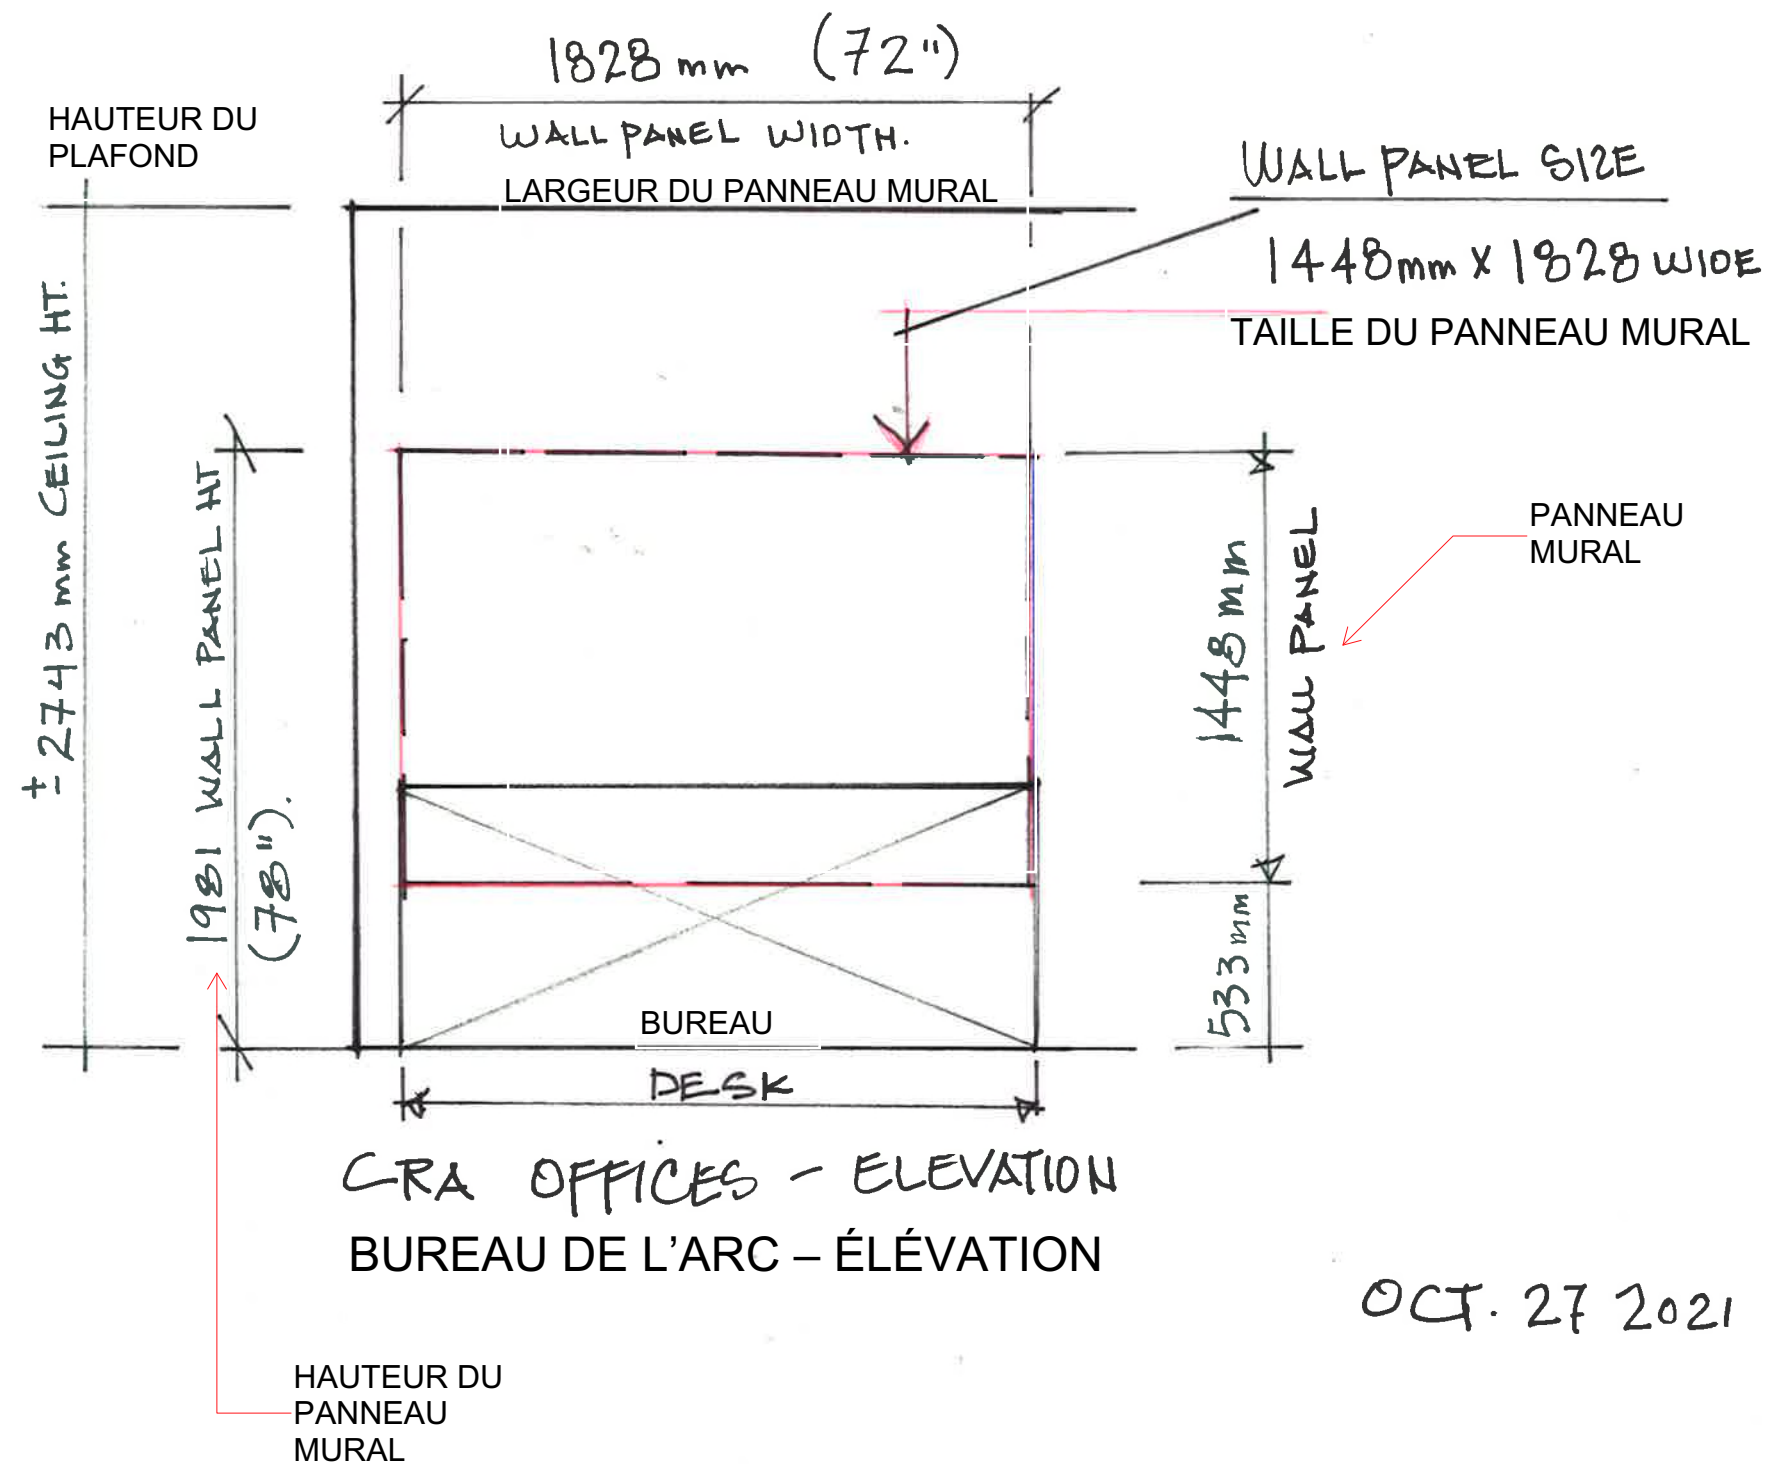 1828 mm (72")
HAUTEUR DU
PLAFOND
WALL PANEL WIDTH.
LARGEUR DU PANNEAU MURAL
WALL PANEL SIZE
1448mm X 1828 WIDE
TAILLE DU PANNEAU MURAL
± 2743 mm CEILING HT.
1981 WALL PANEL HT
(78").
1448 mm
WALL PANEL
PANNEAU
MURAL
533 mm
BUREAU
DESK
CRA OFFICES - ELEVATION
BUREAU DE L'ARC – ÉLÉVATION
OCT. 27 2021
HAUTEUR DU
PANNEAU
MURAL